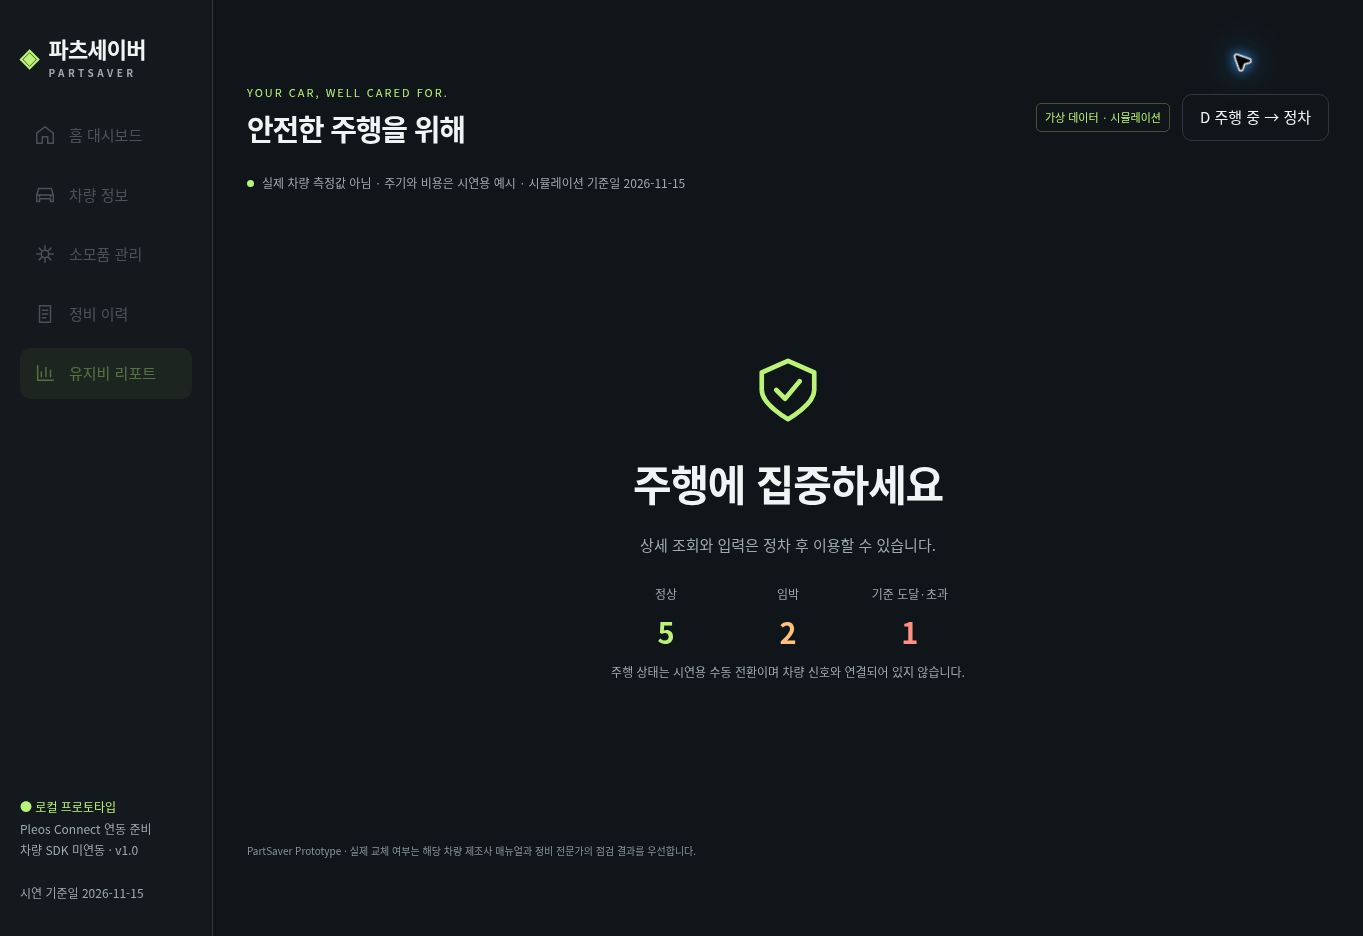 파츠세이버
PARTSAVER
홈 대시보드
차량 정보
소모품 관리
정비 이력
유지비 리포트
● 로컬 프로토타입
Pleos Connect 연동 준비
차량 SDK 미연동 · v1.0
시연 기준일 2026-11-15
YOUR CAR, WELL CARED FOR.
안전한 주행을 위해
가상 데이터 · 시뮬레이션
D 주행 중 → 정차
실제 차량 측정값 아님 · 주기와 비용은 시연용 예시 · 시뮬레이션 기준일 2026-11-15
주행에 집중하세요
상세 조회와 입력은 정차 후 이용할 수 있습니다.
정상 임박 기준 도달·초과
5 2 1
주행 상태는 시연용 수동 전환이며 차량 신호와 연결되어 있지 않습니다.
PartSaver Prototype · 실제 교체 여부는 해당 차량 제조사 매뉴얼과 정비 전문가의 점검 결과를 우선합니다.